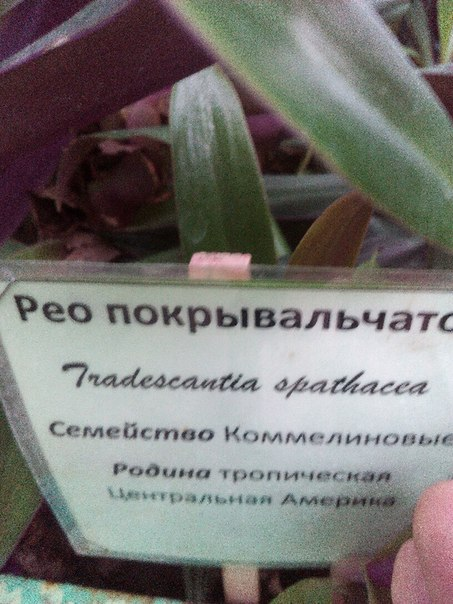 Рео покрывальчато
Tradescantia spathacea
Семейство Коммелиновые
Родина тропическая
Центральная Америка